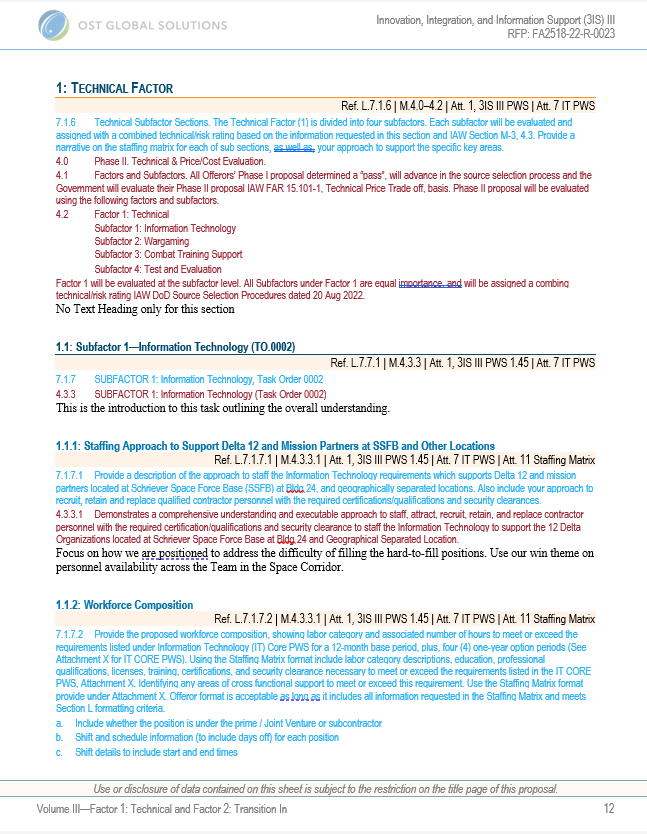 OST GLOBAL SOLUTIONS
Innovation, Integration, and Information Support (3IS) III
RFP: FA2518-22-R-0023
1: TECHNICAL FACTOR
Ref. L.7.1.6 | M.4.0–4.2 | Att. 1, 3IS III PWS | Att. 7 IT PWS
7.1.6 Technical Subfactor Sections. The Technical Factor (1) is divided into four subfactors. Each subfactor will be evaluated and
assigned with a combined technical/risk rating based on the information requested in this section and IAW Section M-3, 4.3. Provide a
narrative on the staffing matrix for each of sub sections, as well as, your approach to support the specific key areas.
4.0 Phase II. Technical & Price/Cost Evaluation.
4.1 Factors and Subfactors. All Offerors' Phase I proposal determined a "pass", will advance in the source selection process and the
Government will evaluate their Phase II proposal IAW FAR 15.101-1, Technical Price Trade off, basis. Phase II proposal will be evaluated
using the following factors and subfactors.
4.2 Factor 1: Technical
Subfactor 1: Information Technology
Subfactor 2: Wargaming
Subfactor 3: Combat Training Support
Subfactor 4: Test and Evaluation
Factor 1 will be evaluated at the subfactor level. All Subfactors under Factor 1 are equal importance, and will be assigned a combing
technical/risk rating IAW DoD Source Selection Procedures dated 20 Aug 2022.
No Text Heading only for this section
1.1: Subfactor 1—Information Technology (TO.0002)
Ref. L.7.7.1 | M.4.3.3 | Att. 1, 3IS III PWS 1.45 | Att. 7 IT PWS
7.1.7 SUBFACTOR 1: Information Technology, Task Order 0002
4.3.3 SUBFACTOR 1: Information Technology (Task Order 0002)
This is the introduction to this task outlining the overall understanding.
1.1.1: Staffing Approach to Support Delta 12 and Mission Partners at SSFB and Other Locations
Ref. L.7.1.7.1 | M.4.3.3.1 | Att. 1, 3IS III PWS 1.45 | Att. 7 IT PWS | Att. 11 Staffing Matrix
7.1.7.1 Provide a description of the approach to staff the Information Technology requirements which supports Delta 12 and mission
partners located at Schriever Space Force Base (SSFB) at Bldg.24, and geographically separated locations. Also include your approach to
recruit, retain and replace qualified contractor personnel with the required certifications/qualifications and security clearances.
4.3.3.1 Demonstrates a comprehensive understanding and executable approach to staff, attract, recruit, retain, and replace contractor
personnel with the required certification/qualifications and security clearance to staff the Information Technology to support the 12 Delta
Organizations located at Schriever Space Force Base at Bldg.24 and Geographical Separated Location.
Focus on how we are positioned to address the difficulty of filling the hard-to-fill positions. Use our win theme on
personnel availability across the Team in the Space Corridor.
1.1.2: Workforce Composition
Ref. L.7.1.7.2 | M.4.3.3.1 | Att. 1, 3IS III PWS 1.45 | Att. 7 IT PWS | Att. 11 Staffing Matrix
7.1.7.2 Provide the proposed workforce composition, showing labor category and associated number of hours to meet or exceed the
requirements listed under Information Technology (IT) Core PWS for a 12-month base period, plus, four (4) one-year option periods (See
Attachment X for IT CORE PWS). Using the Staffing Matrix format include labor category descriptions, education, professional
qualifications, licenses, training, certifications, and security clearance necessary to meet or exceed the requirements listed in the IT CORE
PWS, Attachment X. Identifying any areas of cross functional support to meet or exceed this requirement. Use the Staffing Matrix format
provide under Attachment X. Offeror format is acceptable as long as it includes all information requested in the Staffing Matrix and meets
Section L formatting criteria.
a. Include whether the position is under the prime / Joint Venture or subcontractor
b. Shift and schedule information (to include days off) for each position
c. Shift details to include start and end times
Use or disclosure of data contained on this sheet is subject to the restriction on the title page of this proposal.
Volume III—Factor 1: Technical and Factor 2: Transition In
12